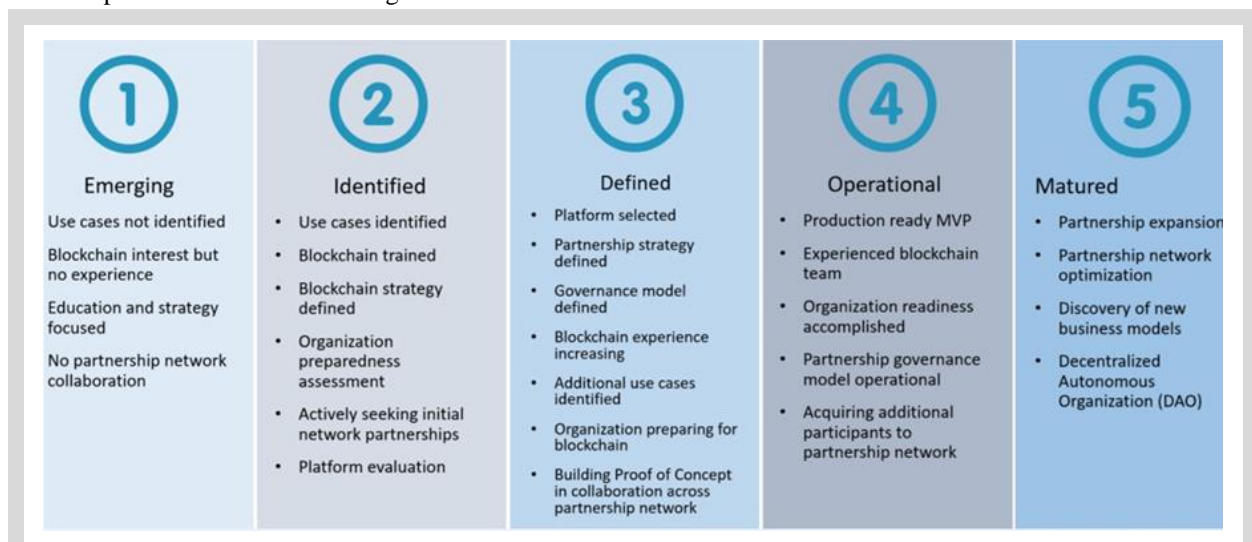 1
Emerging
Use cases not identified
Blockchain interest but
no experience
Education and strategy
focused
No partnership network
collaboration
2
Identified
• Use cases identified
• Blockchain trained
• Blockchain strategy
defined
• Organization
preparedness
assessment
• Actively seeking initial
network partnerships
• Platform evaluation
3
Defined
• Platform selected
• Partnership strategy
defined
• Governance model
defined
• Blockchain experience
increasing
• Additional use cases
identified
• Organization preparing for
blockchain
• Building Proof of Concept
in collaboration across
partnership network
4
Operational
• Production ready MVP
• Experienced blockchain
team
• Organization readiness
accomplished
• Partnership governance
model operational
• Acquiring additional
participants to
partnership network
5
Matured
• Partnership expansion
• Partnership network
optimization
• Discovery of new
business models
• Decentralized
Autonomous
Organization (DAO)